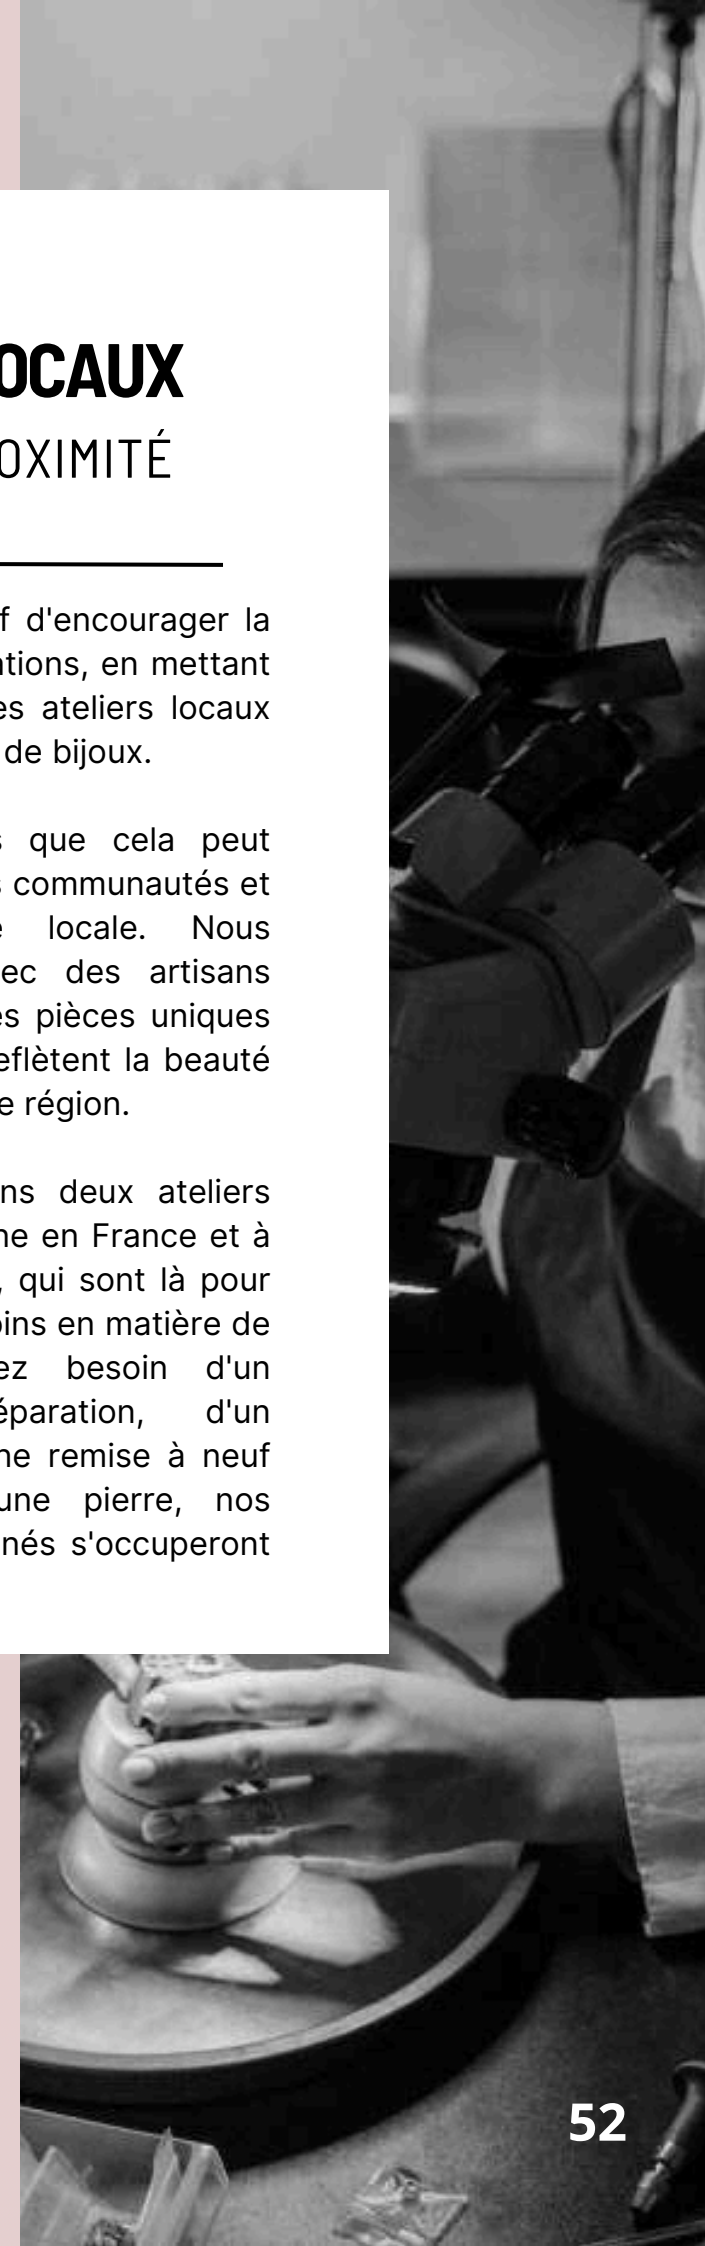 OCAUX
OXIMITÉ
f d'encourager la
ations, en mettant
es ateliers locaux
de bijoux.
s que cela peut
s communautés et
e locale. Nous
ec des artisans
es pièces uniques
eflètent la beauté
e région.
ns deux ateliers
ne en France et à
, qui sont là pour
oins en matière de
ez besoin d'un
éparation, d'un
ne remise à neuf
une pierre, nos
nés s'occuperont
52